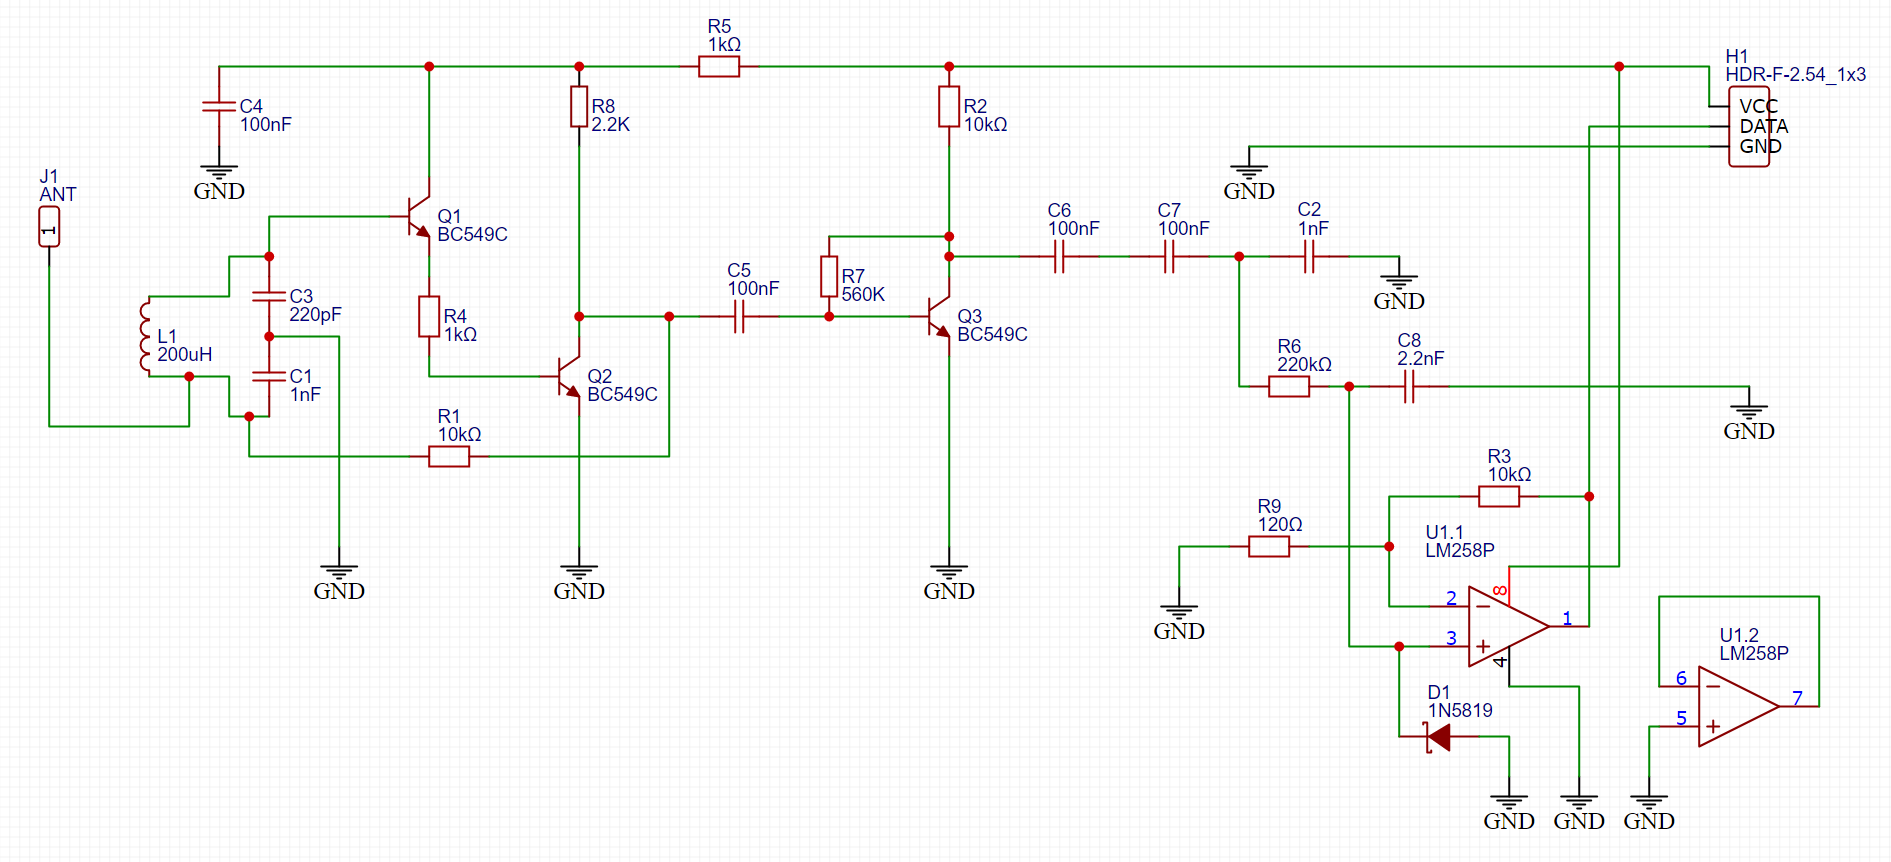 R5
1kΩ
H1
HDR-F-2.54_1x3
C4
100nF
R8
2.2K
R2
10kΩ
VCC
DATA
GND
GND
GND
J1
ANT
1
Q1
BC549C
C6
100nF
C7
100nF
C2
1nF
GND
C3
220pF
R4
1kΩ
C5
100nF
R7
560K
Q3
BC549C
L1
200uH
C1
1nF
Q2
BC549C
R6
220kΩ
C8
2.2nF
GND
R1
10kΩ
R3
10kΩ
R9
120Ω
U1.1
LM258P
GND
GND
GND
GND
2
3
8
4
1
U1.2
LM258P
6
5
7
D1
1N5819
GND
GND
GND